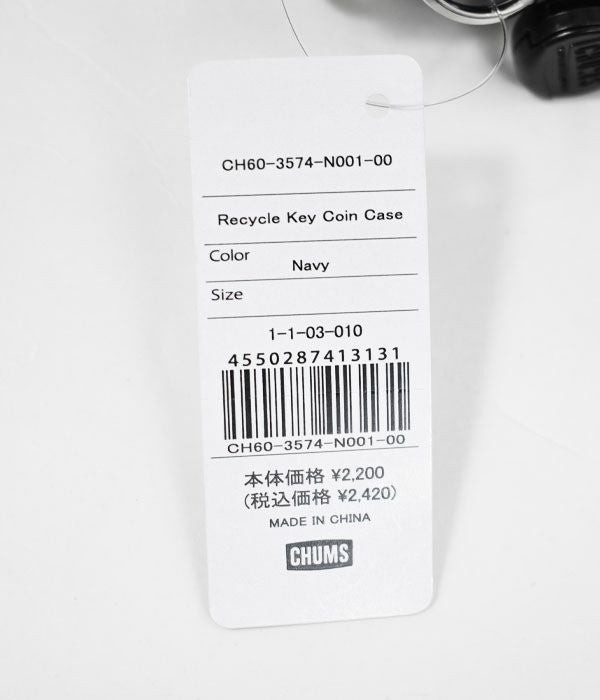 CH60-3574-N001-00
Recycle Key Coin Case
Color Navy
Size
1-1-03-010
4550287413131
CH60-3574-N001-00
本体価格 ¥2,200
(税込価格 ¥2,420)
MADE IN CHINA
CHUMS